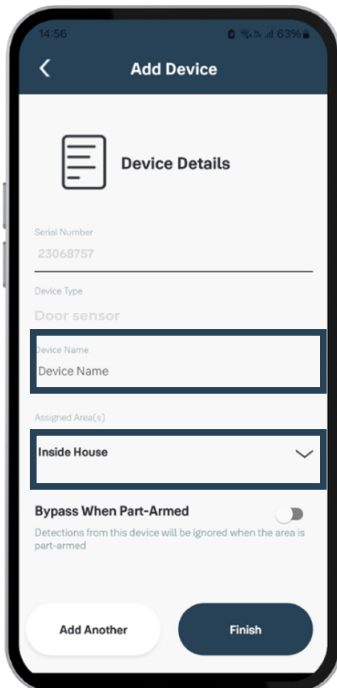 14:56
63%
Add Device
Device Details
Serial Number
23068757
Device Type
Door sensor
Device Name
Device Name
Assigned Area(s)
Inside House
Bypass When Part-Armed
Detections from this device will be ignored when the area is
part-armed
Add Another
Finish